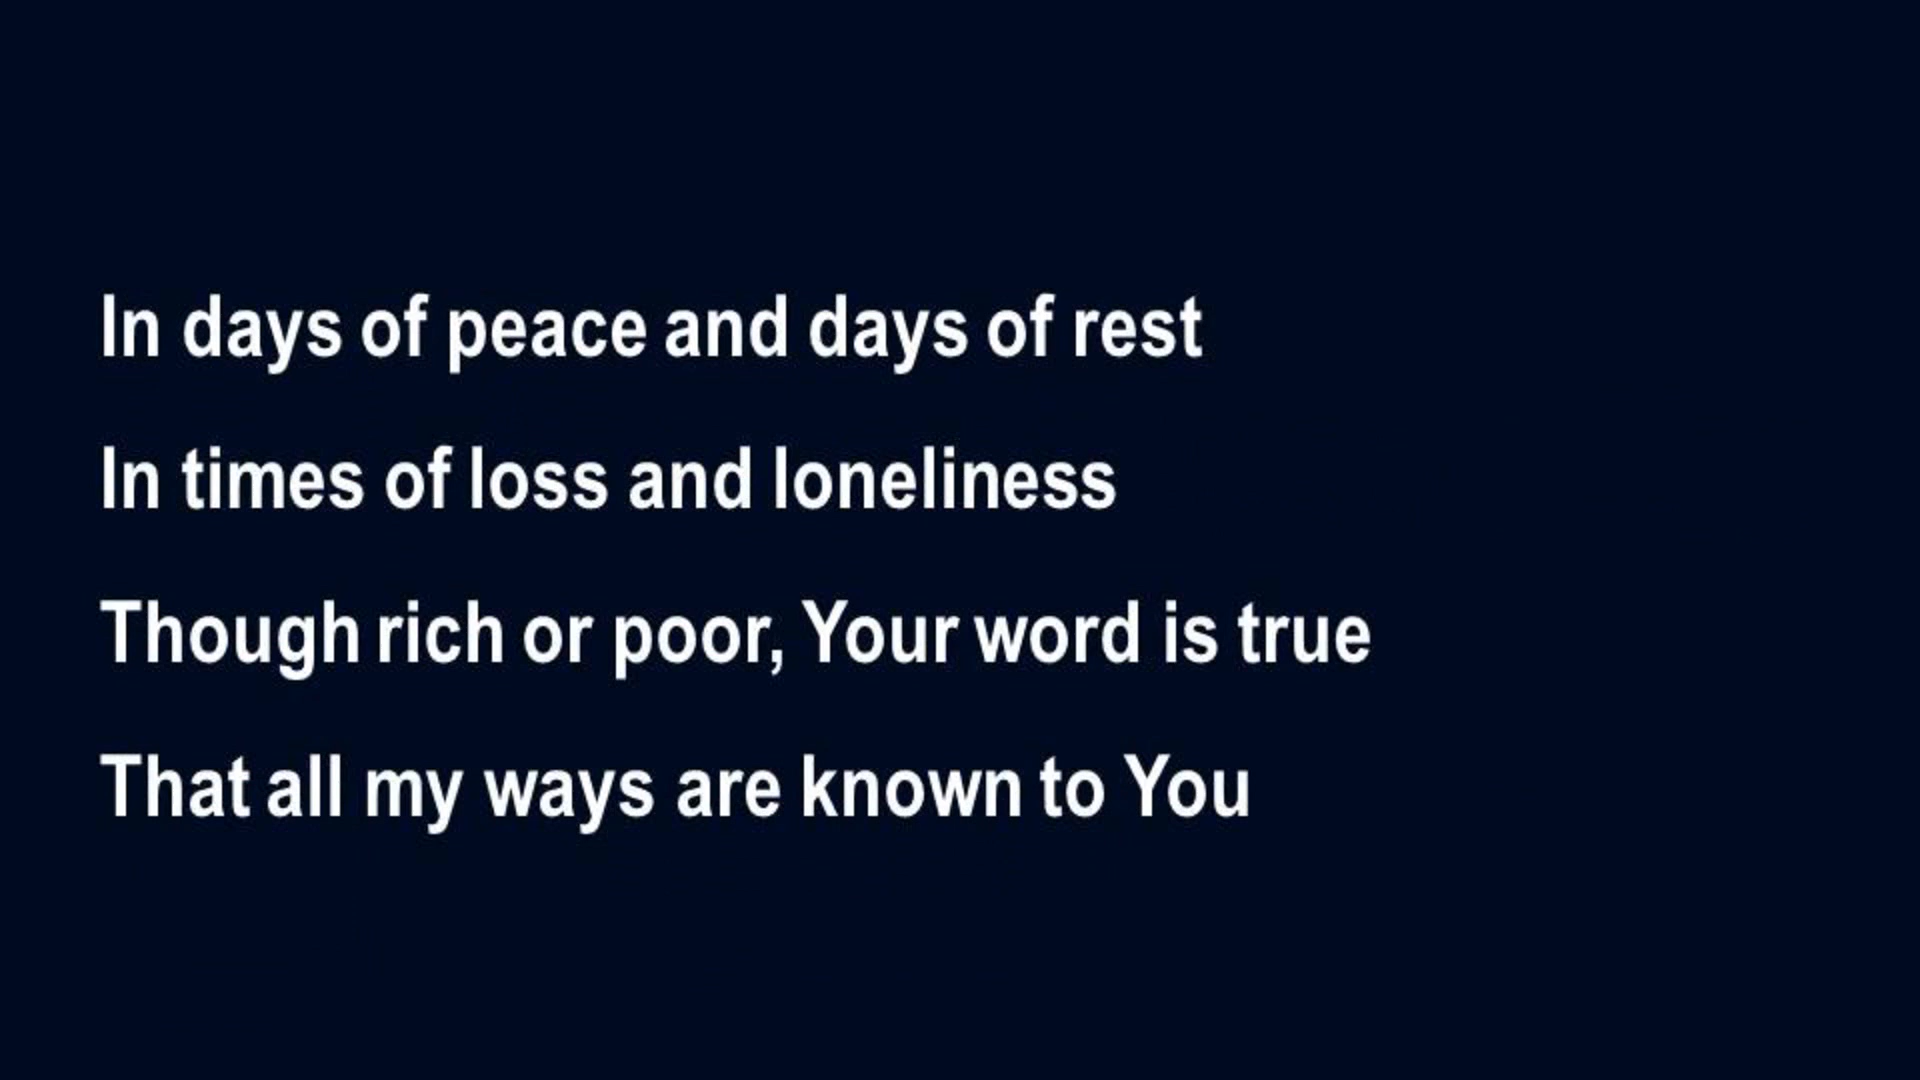 In days of peace and days of rest
In times of loss and loneliness
Though rich or poor, Your word is true
That all my ways are known to You